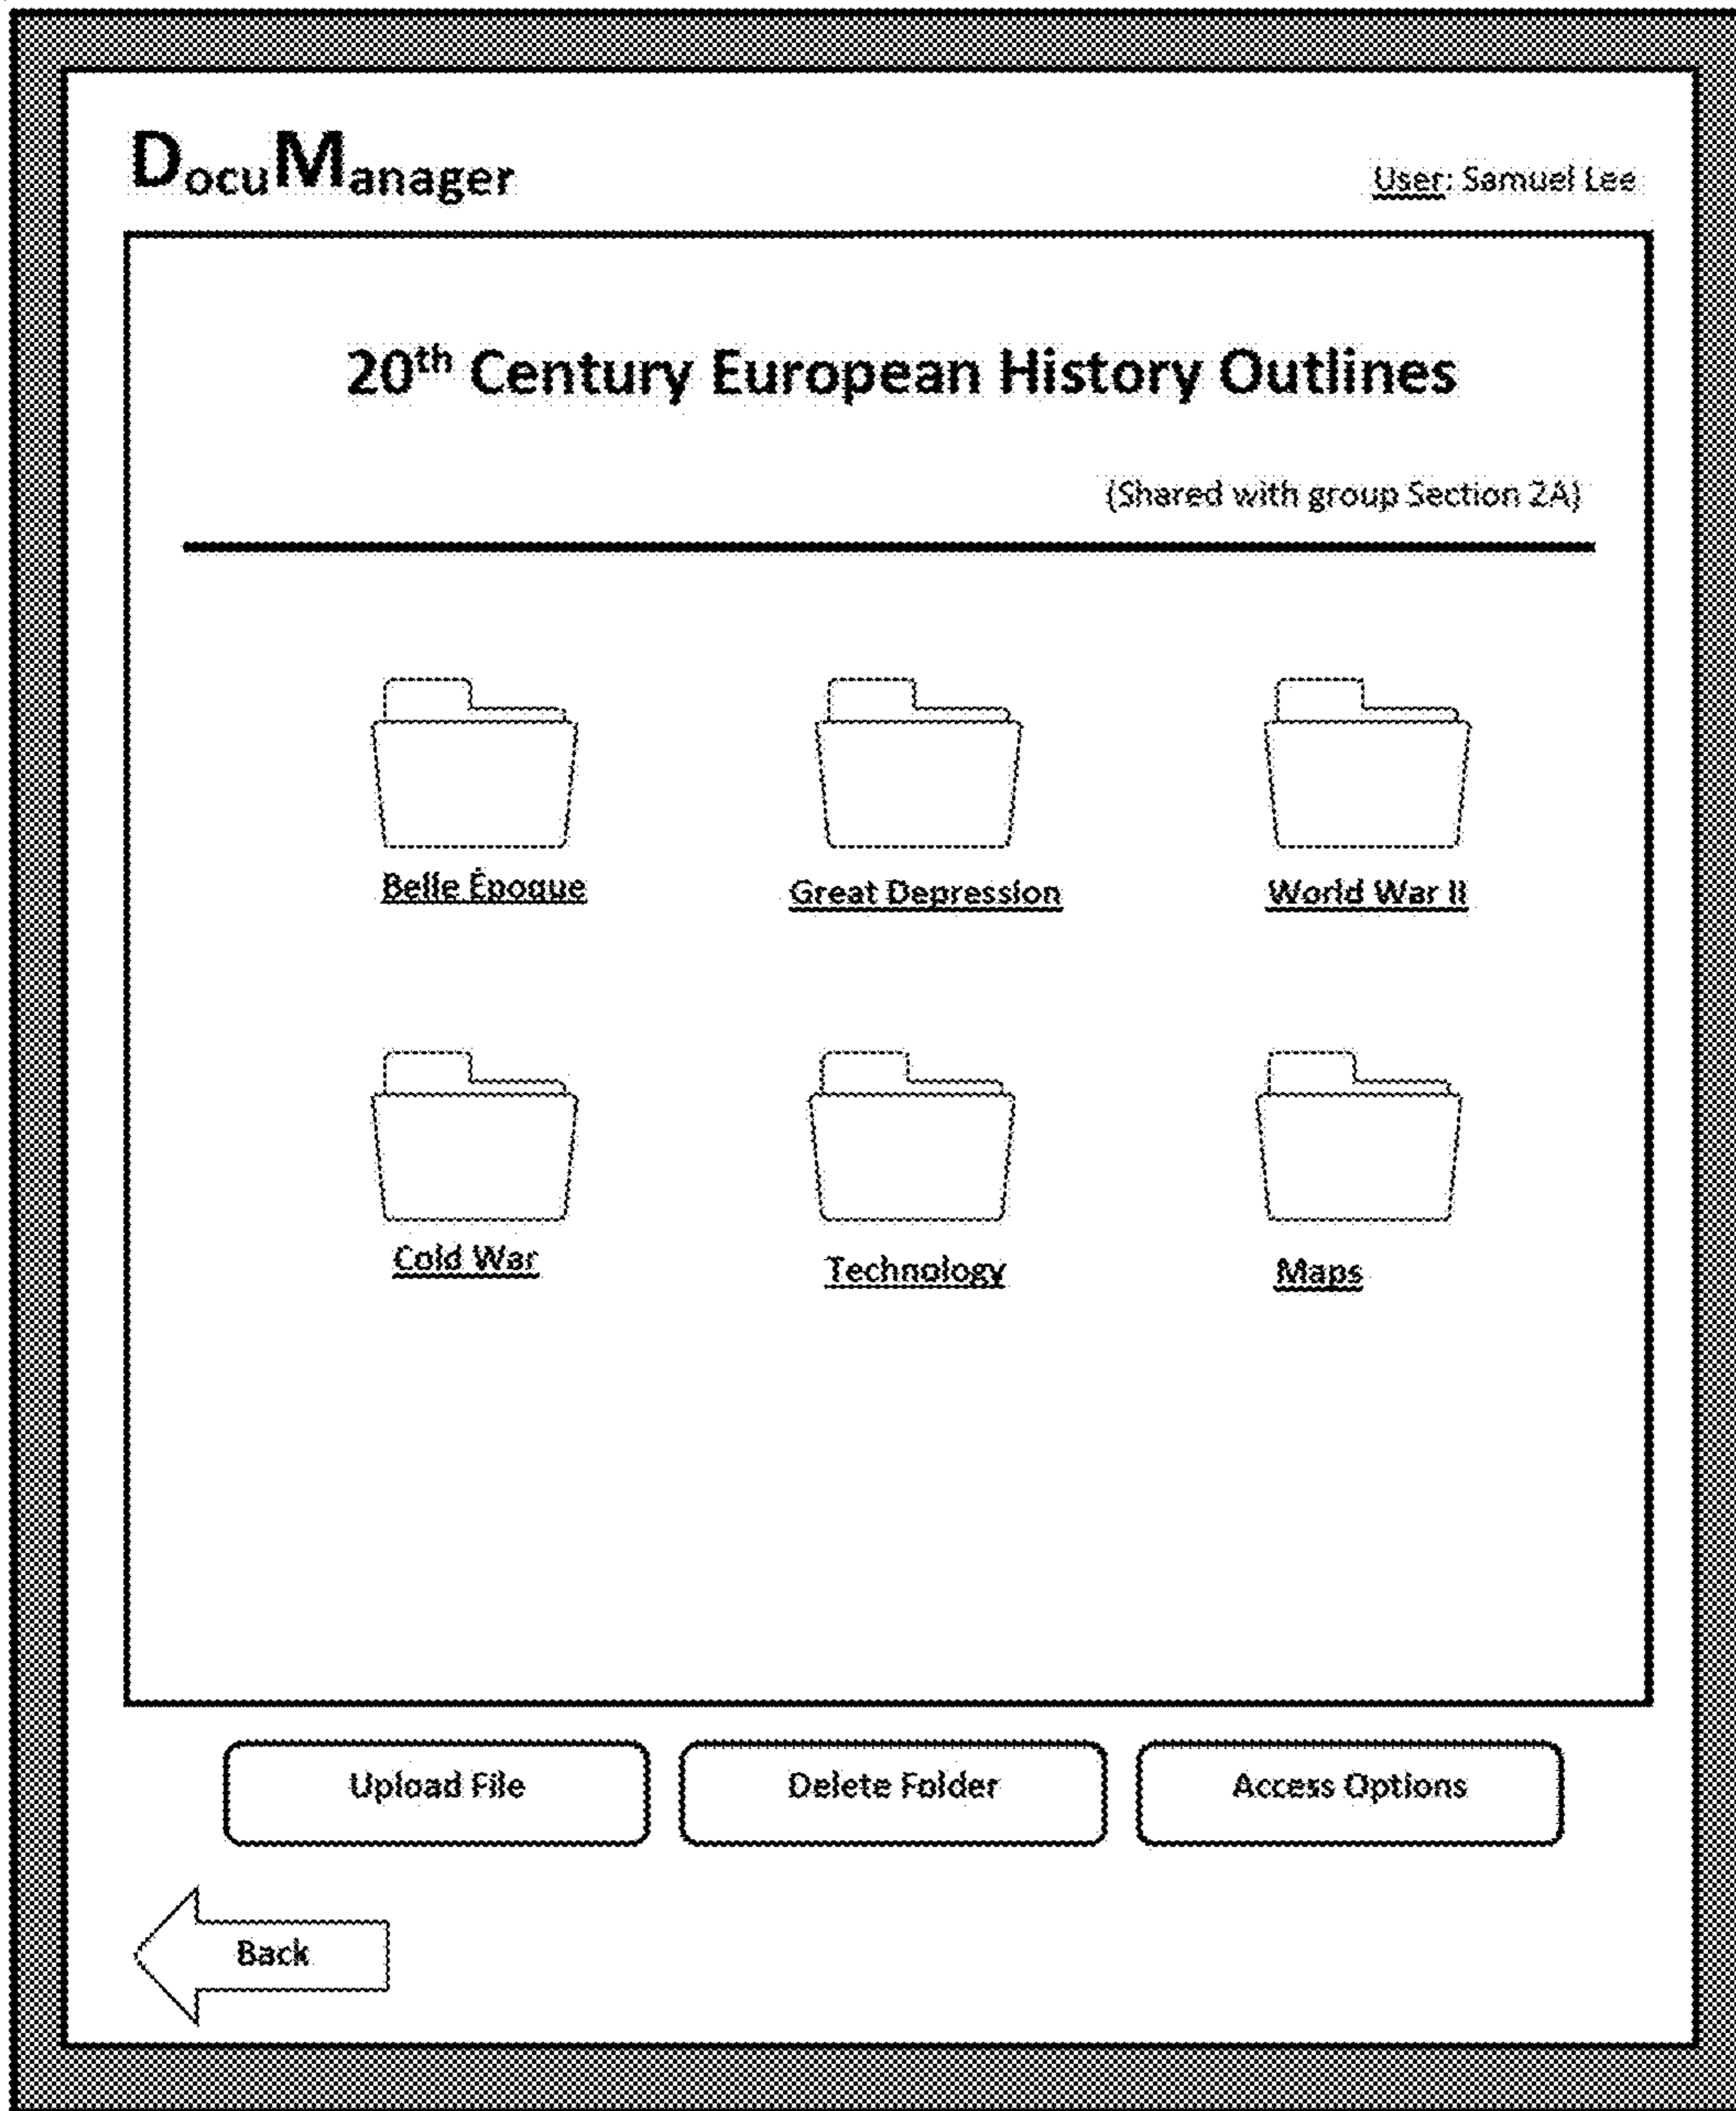 DocuManager
User: Samuel Lee
20th Century European History Outlines
(Shared with group Section 2A)
Belle Époque
Great Depression
World War II
Cold War
Technology
Maps
Upload File
Delete Folder
Access Options
Back